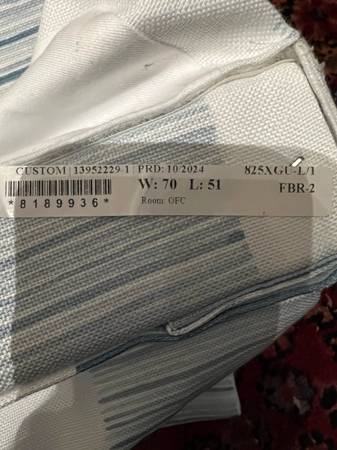 CUSTOM | 13952229-1 | PRD: 10/2024 825XGU-L/1
W: 70 L: 51 FBR-2
*8189936* Room: OFC